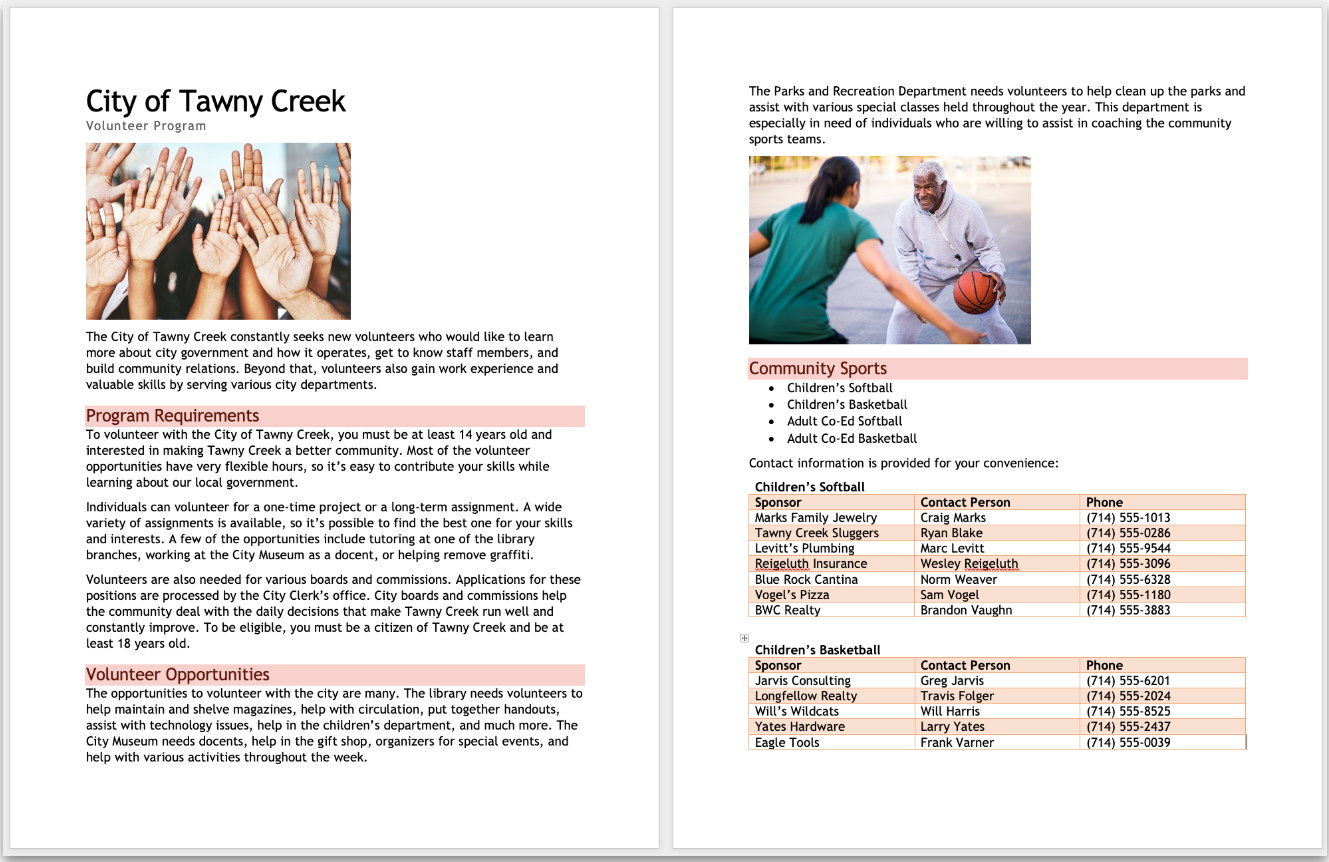 City of Tawny Creek
Volunteer Program
The City of Tawny Creek constantly seeks new volunteers who would like to learn
more about city government and how it operates, get to know staff members, and
build community relations. Beyond that, volunteers also gain work experience and
valuable skills by serving various city departments.
Program Requirements
To volunteer with the City of Tawny Creek, you must be at least 14 years old and
interested in making Tawny Creek a better community. Most of the volunteer
opportunities have very flexible hours, so it's easy to contribute your skills while
learning about our local government.
Individuals can volunteer for a one-time project or a long-term assignment. A wide
variety of assignments is available, so it's possible to find the best one for your skills
and interests. A few of the opportunities include tutoring at one of the library
branches, working at the City Museum as a docent, or helping remove graffiti.
Volunteers are also needed for various boards and commissions. Applications for these
positions are processed by the City Clerk's office. City boards and commissions help
the community deal with the daily decisions that make Tawny Creek run well and
constantly improve. To be eligible, you must be a citizen of Tawny Creek and be at
least 18 years old.
Volunteer Opportunities
The opportunities to volunteer with the city are many. The library needs volunteers to
help maintain and shelve magazines, help with circulation, put together handouts,
assist with technology issues, help in the children's department, and much more. The
City Museum needs docents, help in the gift shop, organizers for special events, and
help with various activities throughout the week.
The Parks and Recreation Department needs volunteers to help clean up the parks and
assist with various special classes held throughout the year. This department is
especially in need of individuals who are willing to assist in coaching the community
sports teams.
Community Sports
• Children's Softball
• Children's Basketball
• Adult Co-Ed Softball
• Adult Co-Ed Basketball
Contact information is provided for your convenience:
Children's Softball
Sponsor Contact Person Phone
Marks Family Jewelry Craig Marks (714) 555-1013
Tawny Creek Sluggers Ryan Blake (714) 555-0286
Levitt's Plumbing Marc Levitt (714) 555-9544
Reigeluth Insurance Wesley Reigeluth (714) 555-3096
Blue Rock Cantina Norm Weaver (714) 555-6328
Vogel's Pizza Sam Vogel (714) 555-1180
BWC Realty Brandon Vaughn (714) 555-3883
Children's Basketball
Sponsor Contact Person Phone
Jarvis Consulting Greg Jarvis (714) 555-6201
Longfellow Realty Travis Folger (714) 555-2024
Will's Wildcats Will Harris (714) 555-8525
Yates Hardware Larry Yates (714) 555-2437
Eagle Tools Frank Varner (714) 555-0039